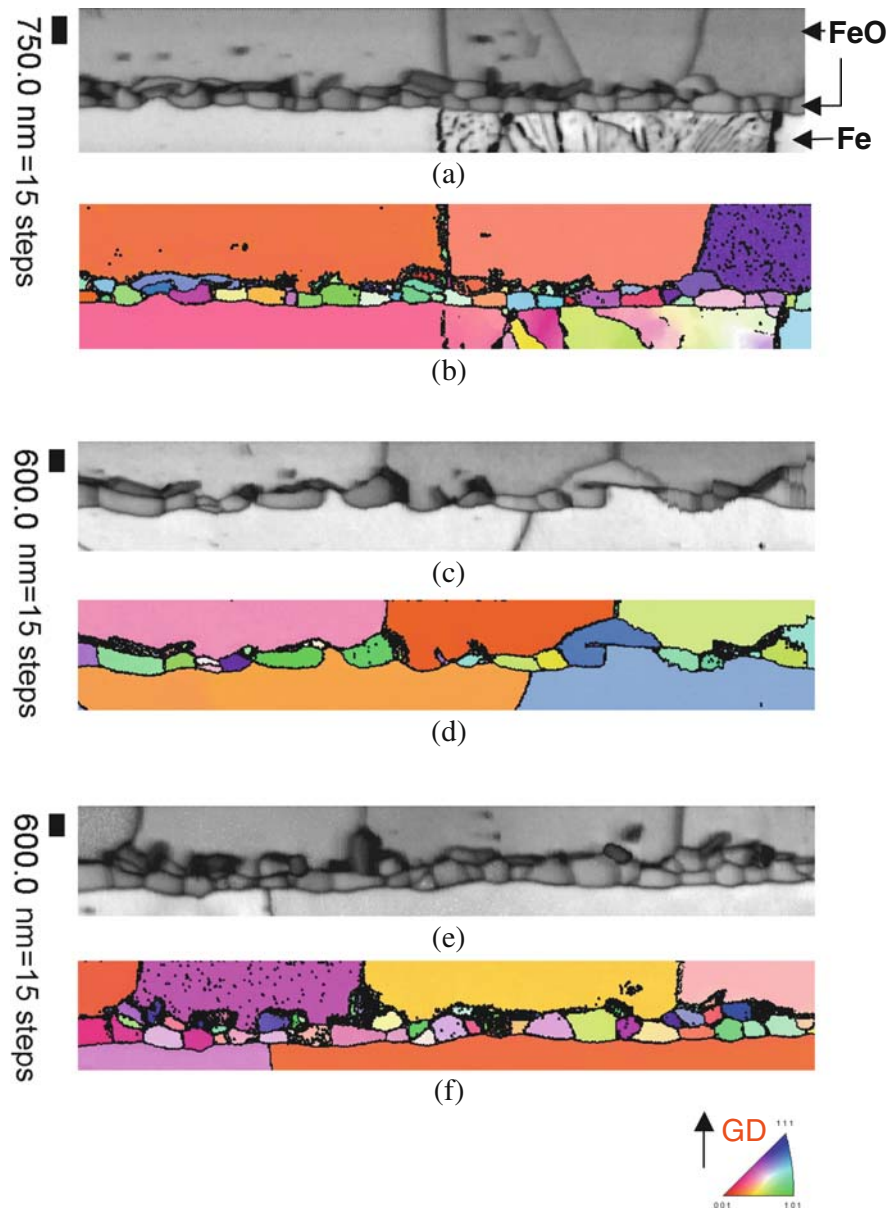 750.0 nm=15 steps
FeO
Fe
(a)
(b)
600.0 nm=15 steps
(c)
(d)
600.0 nm=15 steps
(e)
(f)
GD
111
001
101